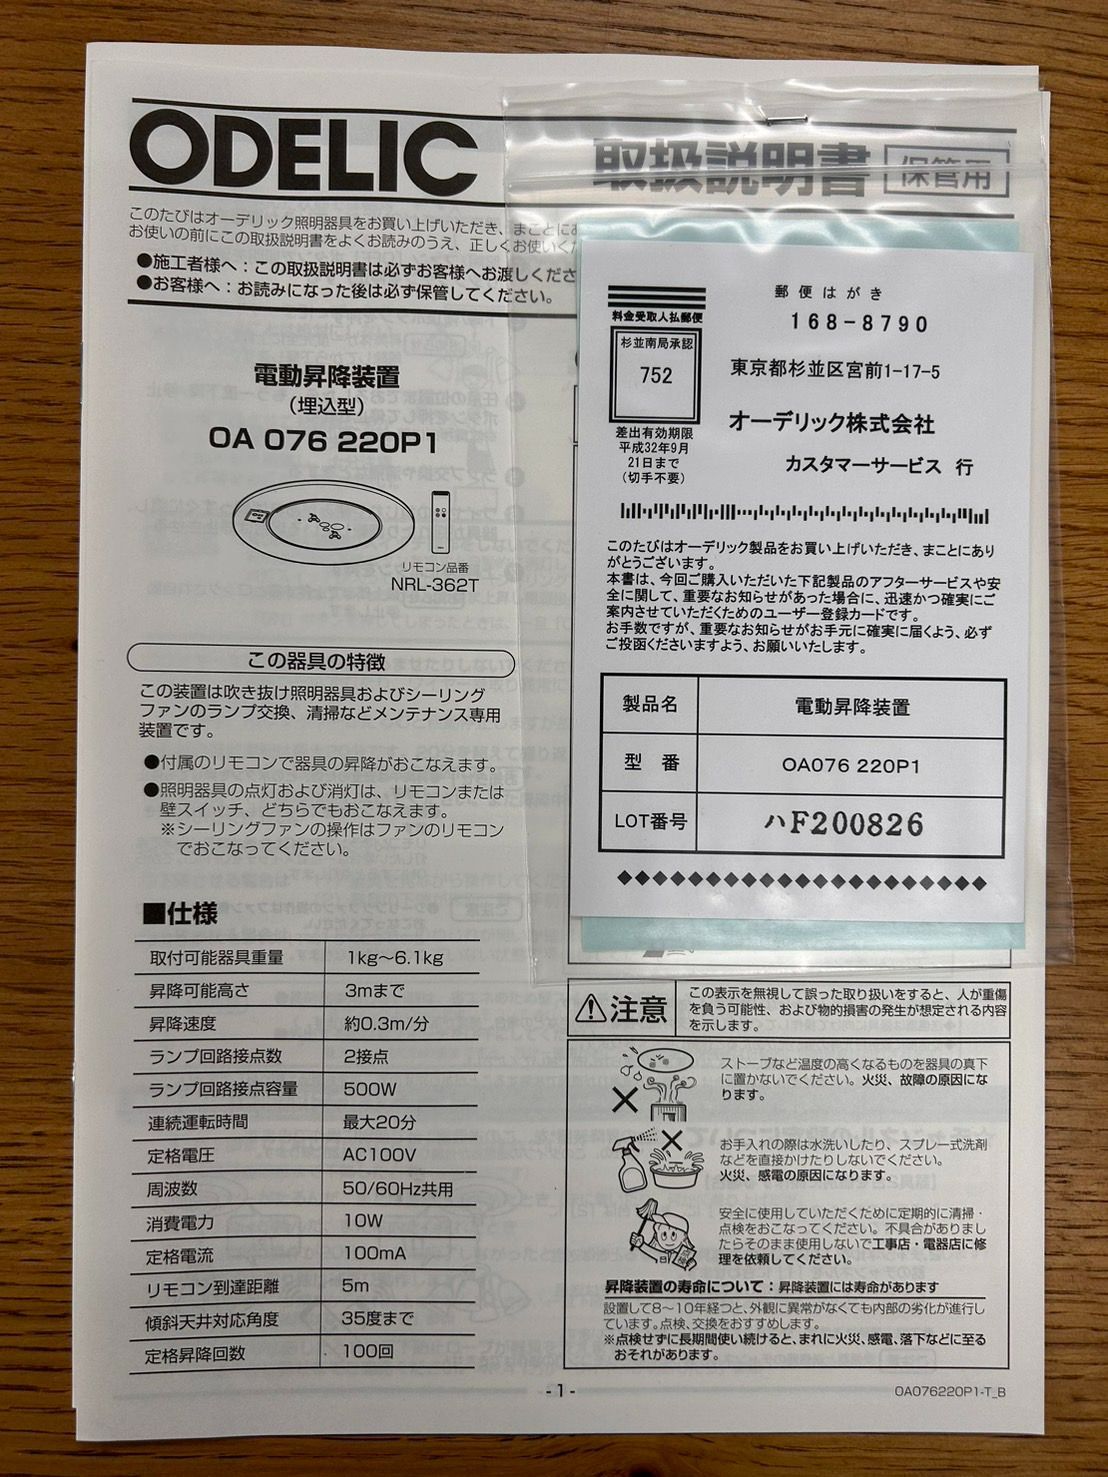 ODELIC
取扱説明書 保管用
このたびはオーデリック照明器具をお買い上げいただき、まことに
お使いの前にこの取扱説明書をよくお読みのうえ、正しくお使いく
●施工者様へ：この取扱説明書は必ずお客様へお渡しくださ
●お客様へ：お読みになった後は必ず保管してください。
電動昇降装置
（埋込型）
OA 076 220P1
リモコン品番
NRL-362T
この器具の特徴
この装置は吹き抜け照明器具およびシーリング
ファンのランプ交換、清掃などメンテナンス専用
装置です。
●付属のリモコンで器具の昇降がおこなえます。
●照明器具の点灯および消灯は、リモコンまたは
壁スイッチ、どちらでもおこなえます。
※シーリングファンの操作はファンのリモコン
でおこなってください。
■仕様
取付可能器具重量 1kg～6.1kg
昇降可能高さ 3mまで
昇降速度 約0.3m/分
ランプ回路接点数 2接点
ランプ回路接点容量 500W
連続運転時間 最大20分
定格電圧 AC100V
周波数 50/60Hz共用
消費電力 10W
定格電流 100mA
リモコン到達距離 5m
傾斜天井対応角度 35度まで
定格昇降回数 100回
郵便はがき
168-8790
料金受取人払郵便
杉並南局承認
752
差出有効期限
平成32年9月
21日まで
（切手不要）
東京都杉並区宮前1-17-5
オーデリック株式会社
カスタマーサービス 行
このたびはオーデリック製品をお買い上げいただき、まことにあり
がとうございます。
本書は、今回ご購入いただいた下記製品のアフターサービスや安
全に関して、重要なお知らせがあった場合に、迅速かつ確実にご
案内させていただくためのユーザー登録カードです。
お手数ですが、重要なお知らせがお手元に確実に届くよう、必ず
ご投函くださいますよう、お願いいたします。
製品名 電動昇降装置
型 番 OA076 220P1
LOT番号 ハF200826
◆◆◆◆◆◆◆◆◆◆◆◆◆◆◆◆◆◆◆◆◆
⚠注意
この表示を無視して誤った取り扱いをすると、人が重傷
を負う可能性、および物的損害の発生が想定される内容
を示します。
ストーブなど温度の高くなるものを器具の真下
に置かないでください。火災、故障の原因にな
ります。
お手入れの際は水洗いしたり、スプレー式洗剤
などを直接かけたりしないでください。
火災、感電の原因になります。
安全に使用していただくために定期的に清掃・
点検をおこなってください。不具合がありまし
たらそのまま使用しないで工事店・電器店に修
理を依頼してください。
昇降装置の寿命について：昇降装置には寿命があります
設置して8～10年経つと、外観に異常がなくても内部の劣化が進行し
ています。点検、交換をおすすめします。
※点検せずに長期間使い続けると、まれに火災、感電、落下などに至る
おそれがあります。
- 1 -
OA076220P1-T_B